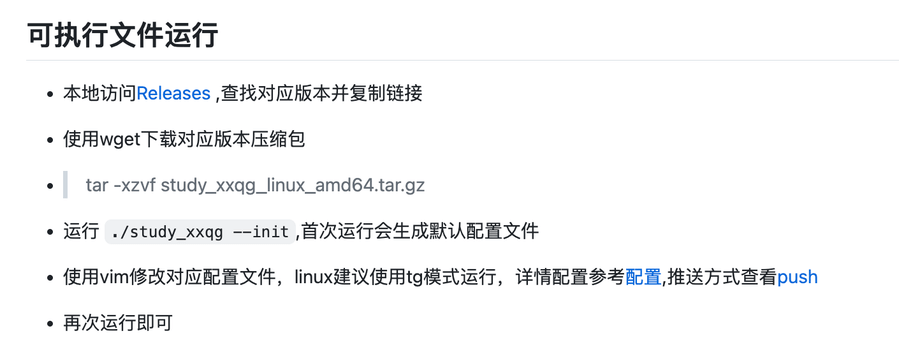 可执行文件运行
本地访问Releases ,查找对应版本并复制链接
使用wget下载对应版本压缩包
tar -xzvf study_xxqg_linux_amd64.tar.gz
运行 ./study_xxqg --init,首次运行会生成默认配置文件
使用vim修改对应配置文件，linux建议使用tg模式运行，详情配置参考配置,推送方式查看push
再次运行即可